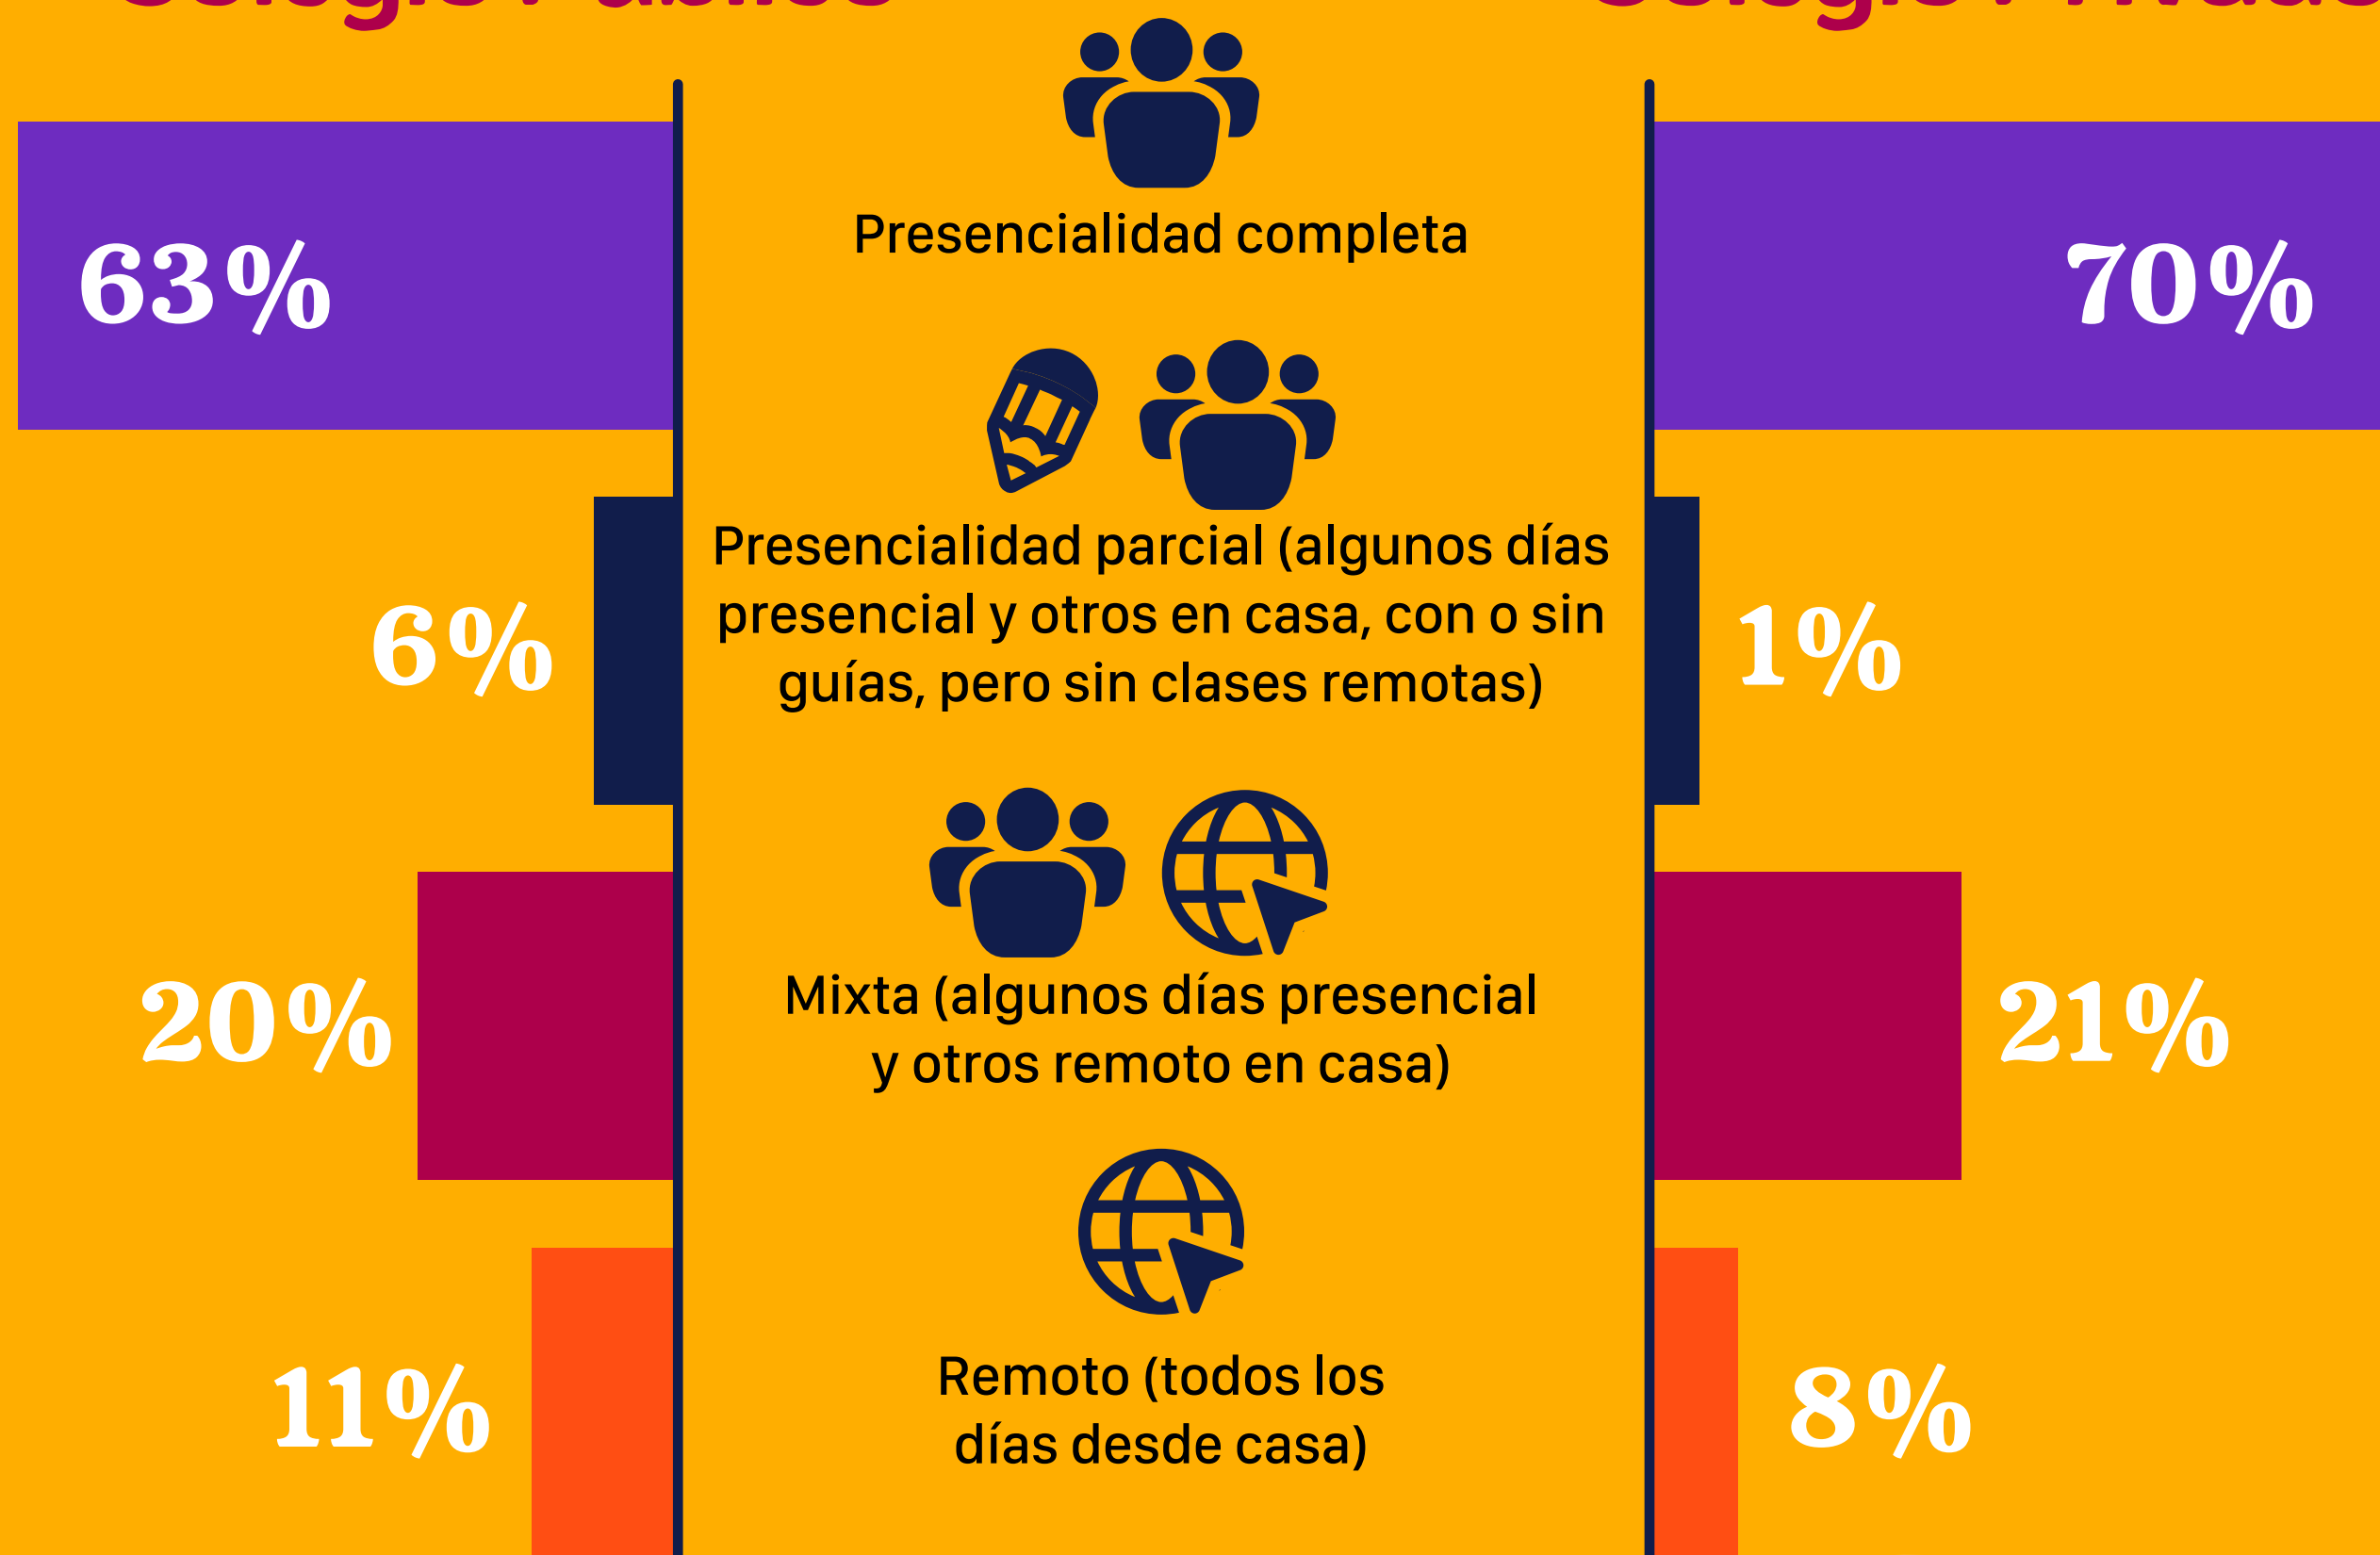 63%
Presencialidad completa
70%
Presencialidad parcial (algunos días
presencial y otros en casa, con o sin
guías, pero sin clases remotas)
6%
1%
Mixta (algunos días presencial
y otros remoto en casa)
20%
21%
Remoto (todos los
días desde casa)
11%
8%